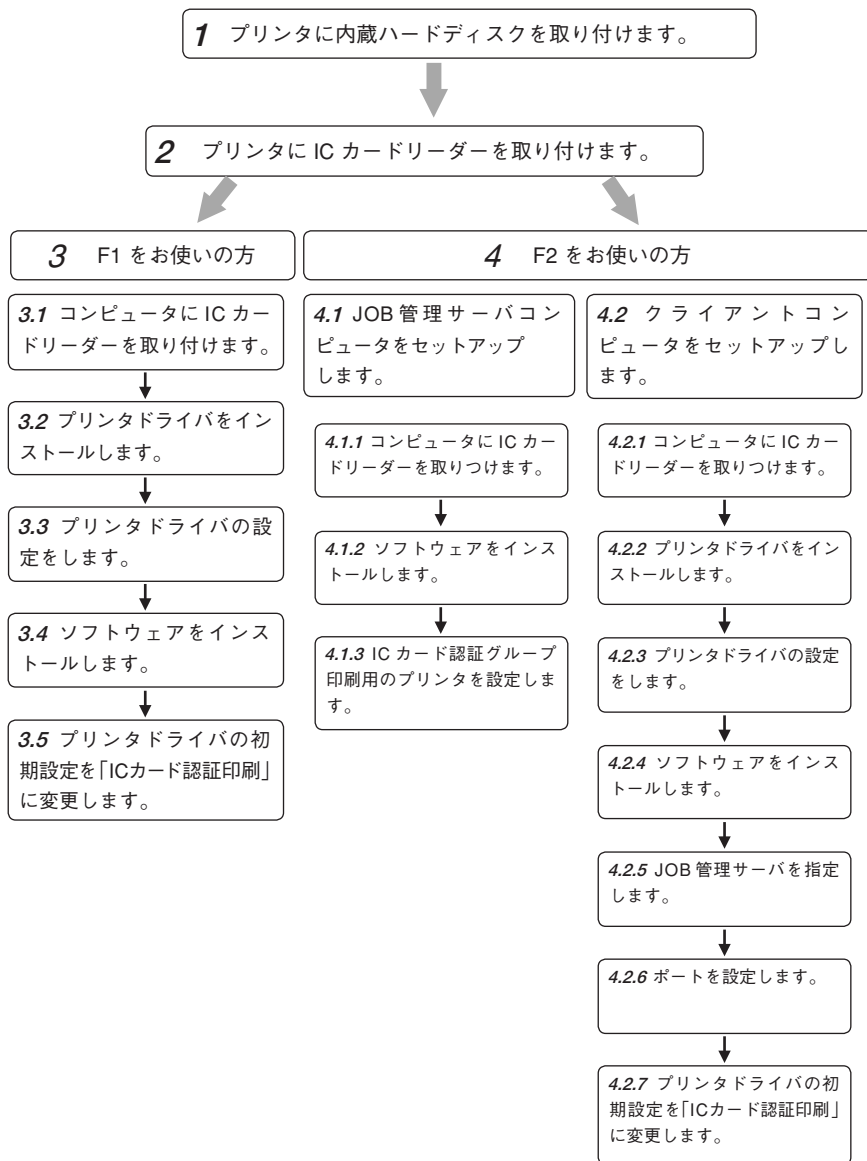 1 プリンタに内蔵ハードディスクを取り付けます。
2 プリンタに IC カードリーダーを取り付けます。
3 F1 をお使いの方
3.1 コンピュータに IC カー
ドリーダーを取り付けます。
3.2 プリンタドライバをイン
ストールします。
3.3 プリンタドライバの設
定をします。
3.4 ソフトウェアをインス
トールします。
3.5 プリンタドライバの初
期設定を「ICカード認証印刷」
に変更します。
4 F2 をお使いの方
4.1 JOB 管理サーバコン
ピュータをセットアップ
します。
4.1.1 コンピュータに IC カー
ドリーダーを取りつけます。
4.1.2 ソフトウェアをインス
トールします。
4.1.3 IC カード認証グループ
印刷用のプリンタを設定しま
す。
4.2 クライアントコン
ピュータをセットアップし
ます。
4.2.1 コンピュータに IC カー
ドリーダーを取りつけます。
4.2.2 プリンタドライバをイン
ストールします。
4.2.3 プリンタドライバの設定
をします。
4.2.4 ソフトウェアをインス
トールします。
4.2.5 JOB 管理サーバを指定
します。
4.2.6 ポートを設定します。
4.2.7 プリンタドライバの初
期設定を「ICカード認証印刷」
に変更します。